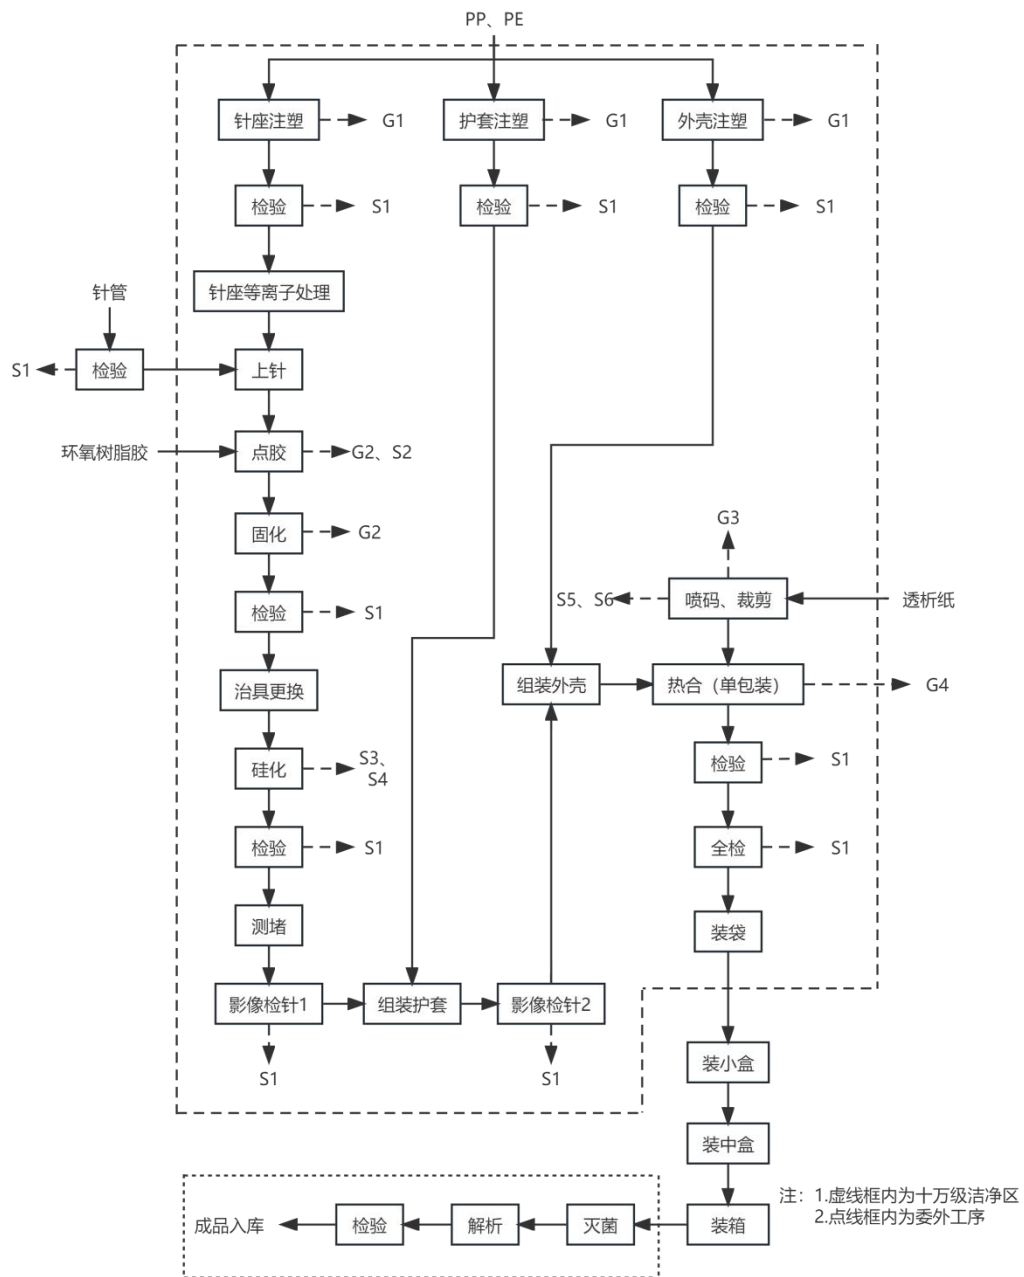 PP、PE
针座注塑
G1
护套注塑
G1
外壳注塑
G1
检验
S1
检验
S1
检验
S1
针座等离子处理
针管
S1
检验
上针
环氧树脂胶
点胶
G2、S2
固化
G2
G3
检验
S1
S5、S6
喷码、裁剪
透析纸
治具更换
组装外壳
热合（单包装）
G4
硅化
S3、
S4
检验
S1
检验
S1
全检
S1
测堵
装袋
影像检针1
组装护套
影像检针2
S1
S1
装小盒
装中盒
注：1.虚线框内为十万级洁净区
2.点线框内为委外工序
成品入库
检验
解析
灭菌
装箱